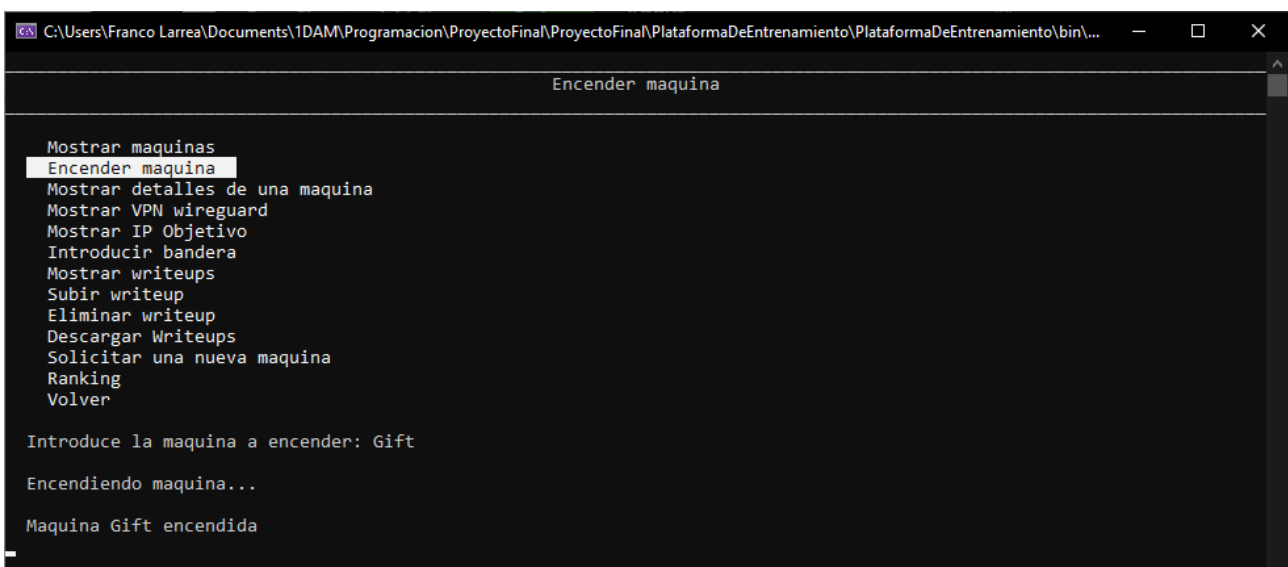 C:\Users\Franco Larrea\Documents\1DAM\Programacion\ProyectoFinal\ProyectoFinal\PlataformaDeEntrenamiento\PlataformaDeEntrenamiento\bin\...
Encender maquina
Mostrar maquinas
Encender maquina
Mostrar detalles de una maquina
Mostrar VPN wireguard
Mostrar IP Objetivo
Introducir bandera
Mostrar writeups
Subir writeup
Eliminar writeup
Descargar Writeups
Solicitar una nueva maquina
Ranking
Volver
Introduce la maquina a encender: Gift
Encendiendo maquina...
Maquina Gift encendida